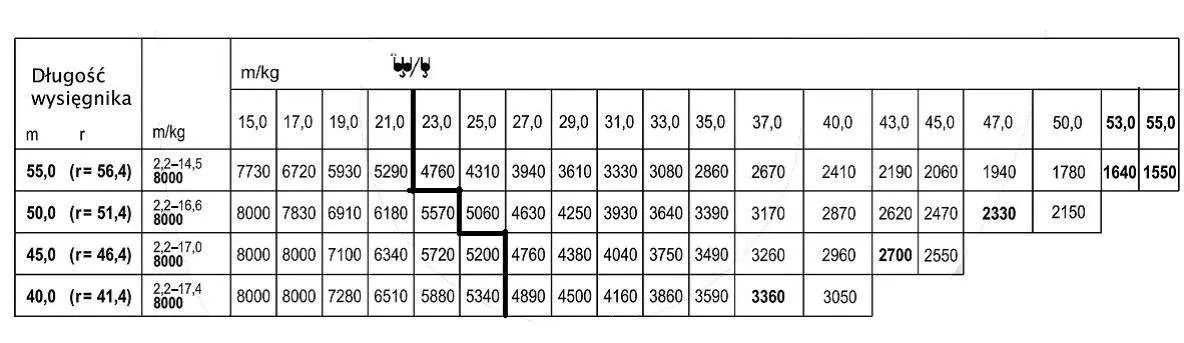 Długość
wysięgnika
m r m/kg
m/kg
15,0 17,0 19,0 21,0 23,0 25,0 27,0 29,0 31,0 33,0 35,0 37,0 40,0 43,0 45,0 47,0 50,0 53,0 55,0
55,0 (r= 56,4) 2,2–14,5 8000 7730 6720 5930 5290 4760 4310 3940 3610 3330 3080 2860 2670 2410 2190 2060 1940 1780 1640 1550
50,0 (r= 51,4) 2,2–16,6 8000 8000 7830 6910 6180 5570 5060 4630 4250 3930 3640 3390 3170 2870 2620 2470 2330 2150
45,0 (r= 46,4) 2,2–17,0 8000 8000 8000 7100 6340 5720 5200 4760 4380 4040 3750 3490 3260 2960 2700 2550
40,0 (r= 41,4) 2,2–17,4 8000 8000 8000 7280 6510 5880 5340 4890 4500 4160 3860 3590 3360 3050